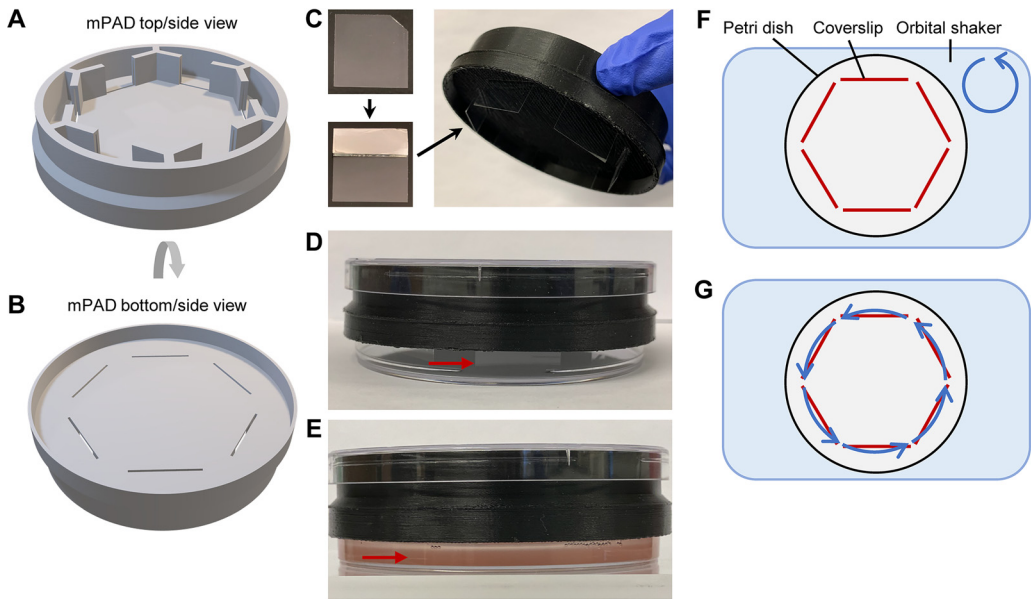 A
mPAD top/side view
B
mPAD bottom/side view
C
D
E
F
Petri dish
Coverslip
Orbital shaker
G